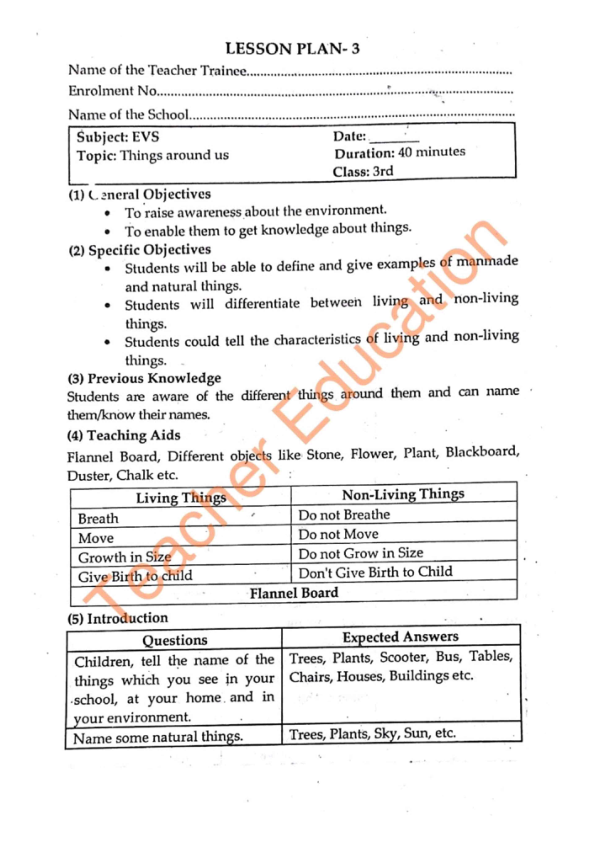 LESSON PLAN- 3
Name of the Teacher Trainee..........................................................................
Enrolment No....................................................................................................
Name of the School...........................................................................................
Subject: EVS
Date: _______
Topic: Things around us
Duration: 40 minutes
Class: 3rd
(1) General Objectives
• To raise awareness about the environment.
• To enable them to get knowledge about things.
(2) Specific Objectives
• Students will be able to define and give examples of manmade
and natural things.
• Students will differentiate between living and non-living
things.
• Students could tell the characteristics of living and non-living
things.
(3) Previous Knowledge
Students are aware of the different things around them and can name
them/know their names.
(4) Teaching Aids
Flannel Board, Different objects like Stone, Flower, Plant, Blackboard,
Duster, Chalk etc.
Living Things
Non-Living Things
Breath
Do not Breathe
Move
Do not Move
Growth in Size
Do not Grow in Size
Give Birth to child
Don't Give Birth to Child
Flannel Board
(5) Introduction
Questions
Expected Answers
Children, tell the name of the
things which you see in your
school, at your home and in
your environment.
Trees, Plants, Scooter, Bus, Tables,
Chairs, Houses, Buildings etc.
Name some natural things.
Trees, Plants, Sky, Sun, etc.
Teacher Education